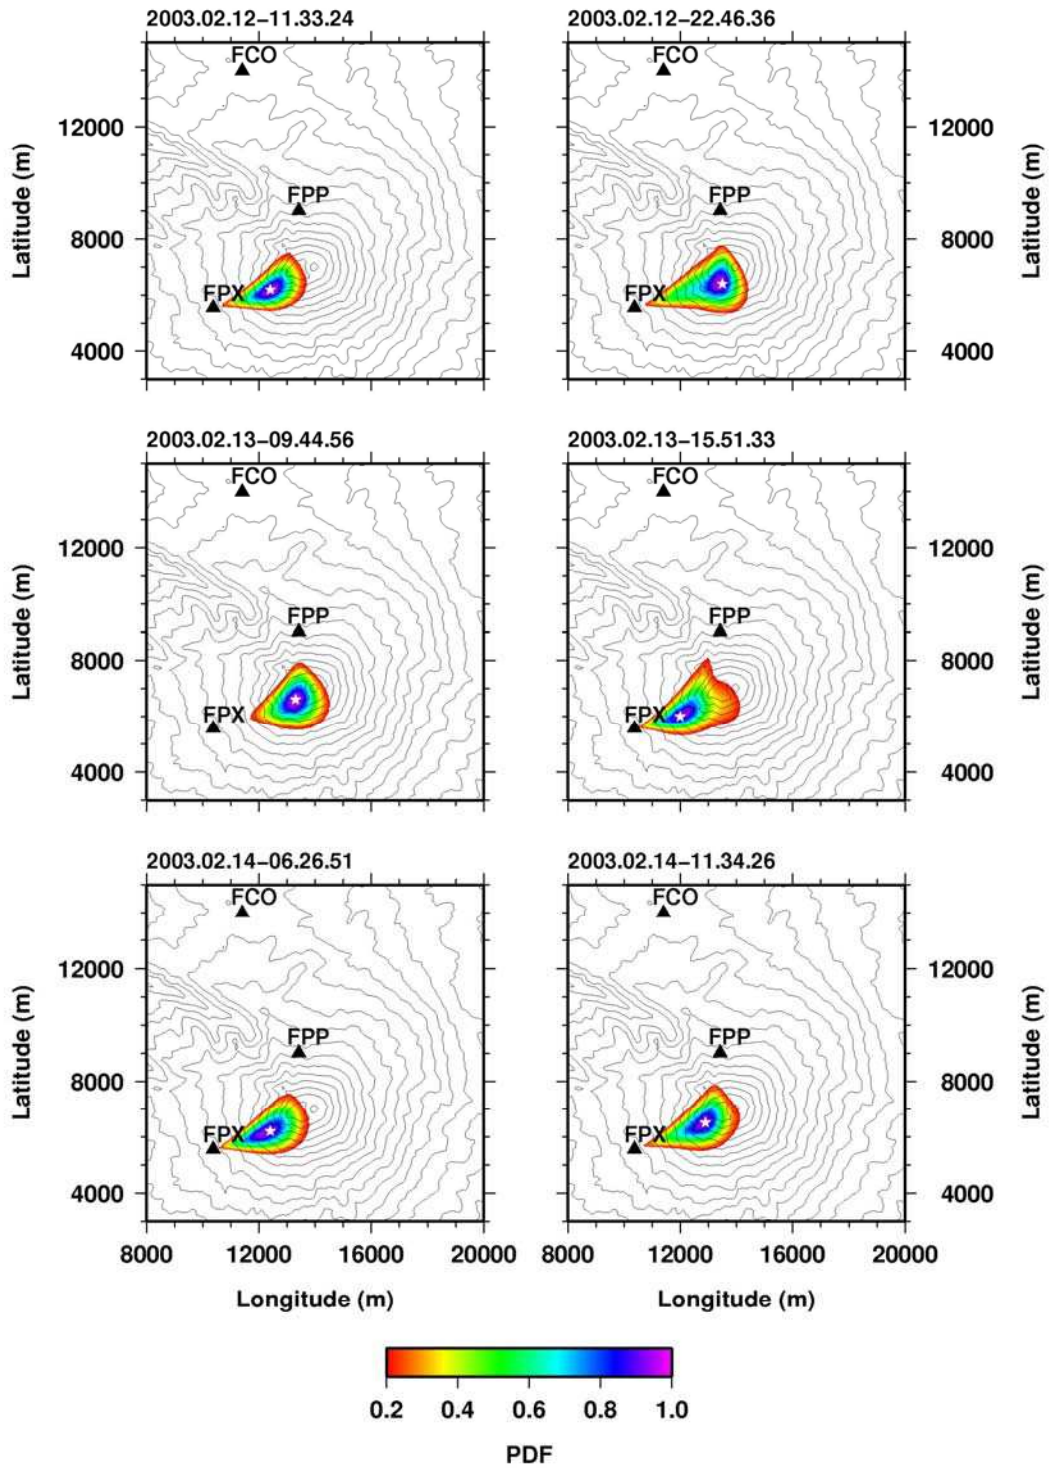 2003.02.12−11.33.24 2003.02.12−22.46.36
FCO FCO
12000 12000
FPP FPP
8000 8000
FPX FPX
4000 4000
Latitude (m) Latitude (m)
2003.02.13−09.44.56 2003.02.13−15.51.33
FCO FCO
12000 12000
FPP FPP
8000 8000
FPX FPX
4000 4000
Latitude (m) Latitude (m)
2003.02.14−06.26.51 2003.02.14−11.34.26
FCO FCO
12000 12000
FPP FPP
8000 8000
FPX FPX
4000 4000
Latitude (m) Latitude (m)
8000 12000 16000 20000 8000 12000 16000 20000
Longitude (m) Longitude (m)
0.2 0.4 0.6 0.8 1.0
PDF